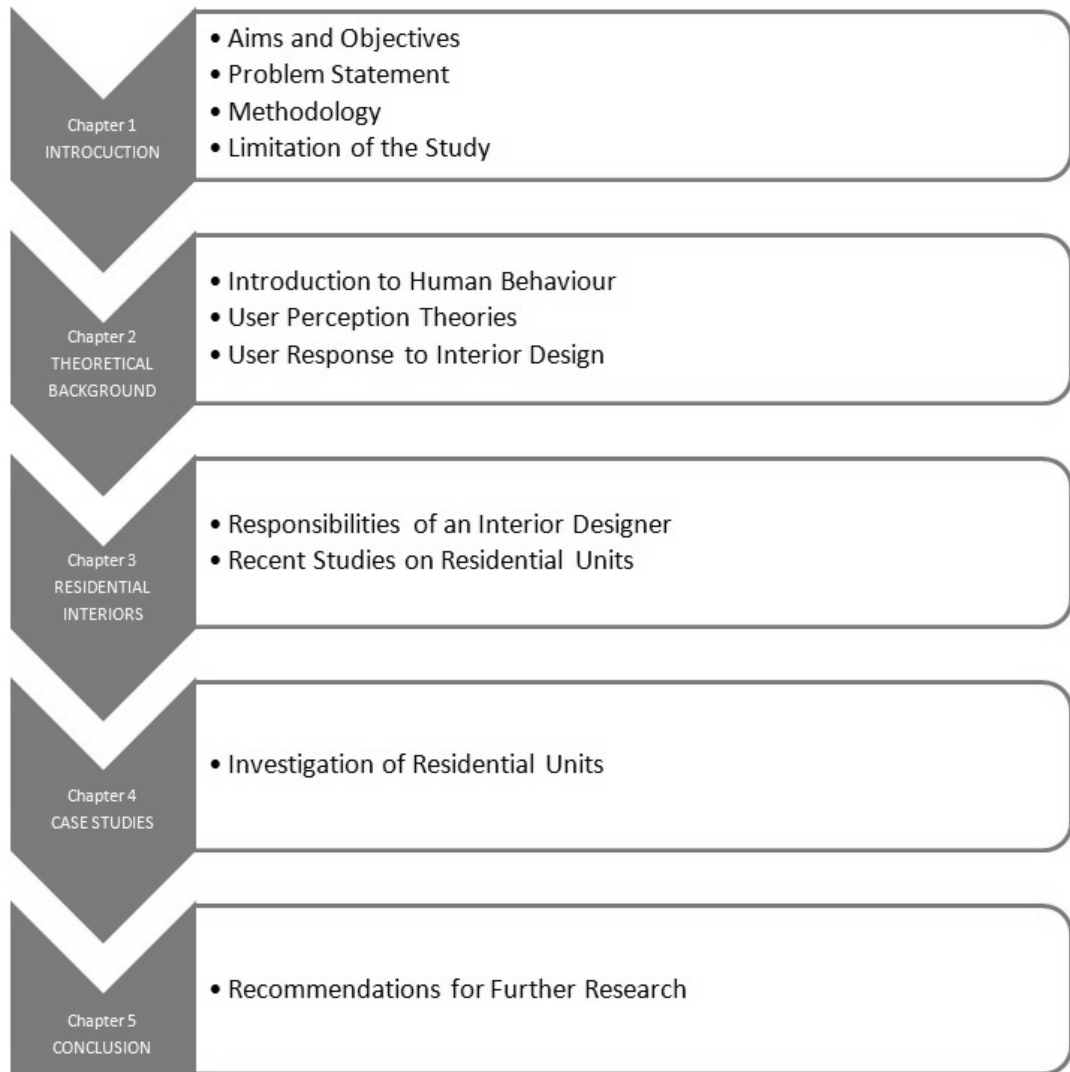 Chapter 1
INTROCUCTION
• Aims and Objectives
• Problem Statement
• Methodology
• Limitation of the Study
Chapter 2
THEORETICAL
BACKGROUND
• Introduction to Human Behaviour
• User Perception Theories
• User Response to Interior Design
Chapter 3
RESIDENTIAL
INTERIORS
• Responsibilities of an Interior Designer
• Recent Studies on Residential Units
Chapter 4
CASE STUDIES
• Investigation of Residential Units
Chapter 5
CONCLUSION
• Recommendations for Further Research